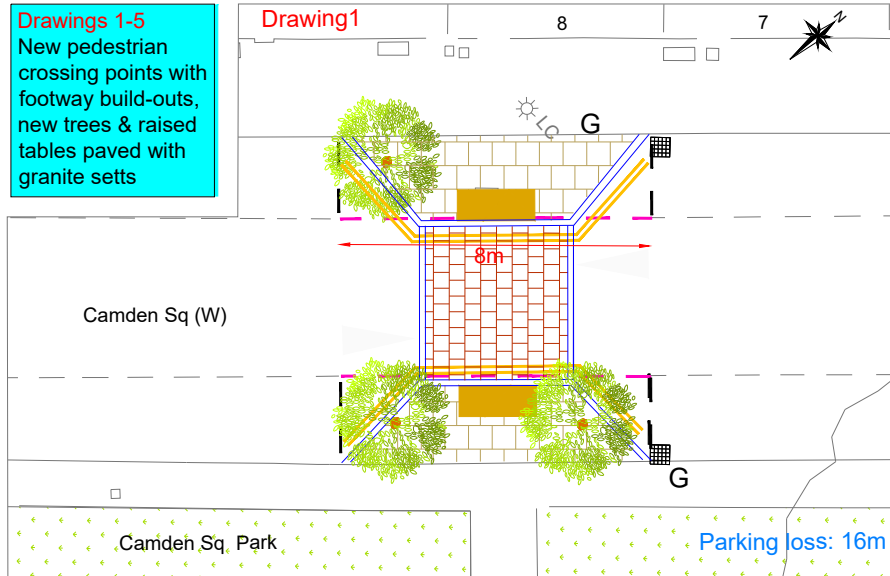 Drawings 1-5
New pedestrian
crossing points with
footway build-outs,
new trees & raised
tables paved with
granite setts
Drawing1
8
7
N
LC
G
8m
Camden Sq (W)
G
Camden Sq Park
Parking loss: 16m